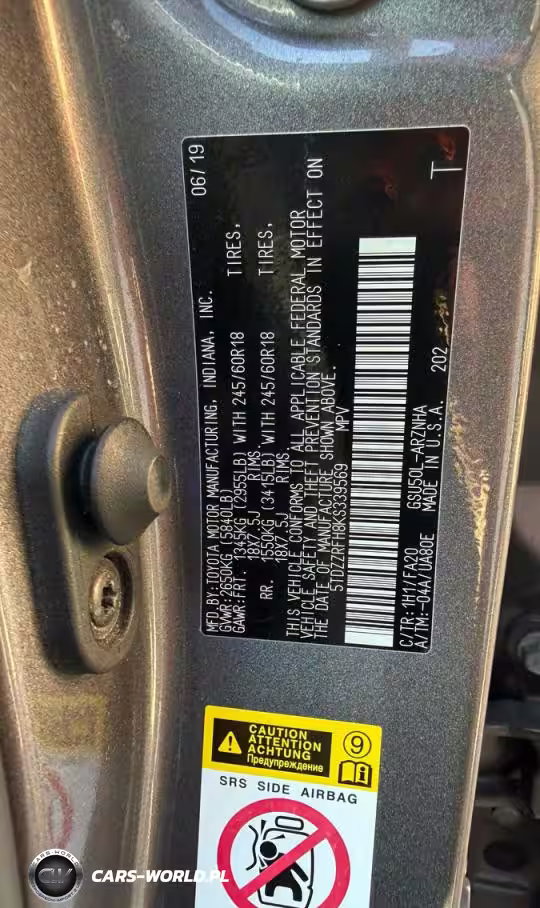 06/19
MFD. BY: TOYOTA MOTOR MANUFACTURING, INDIANA, INC.
GVWR: 2650KG (5840LB)
GAWR: FRT. 1345KG (2955LB) WITH 245/60R18 TIRES,
18X7.5J RIMS
RR. 1550KG (3415LB) WITH 245/60R18 TIRES,
18X7.5J RIMS
THIS VEHICLE CONFORMS TO ALL APPLICABLE FEDERAL MOTOR
VEHICLE SAFETY AND THEFT PREVENTION STANDARDS IN EFFECT ON
THE DATE OF MANUFACTURE SHOWN ABOVE.
5TDZZRFH8KS339569 MPV
C/TR: 1H1/FA20 GSU50L-ARZNHA
A/TM: -04A/UA80E MADE IN U.S.A. 202
T
CAUTION
ATTENTION
ACHTUNG
Предупреждение
9
i
SRS SIDE AIRBAG
CARS-WORLD
CW
CARS-WORLD.PL